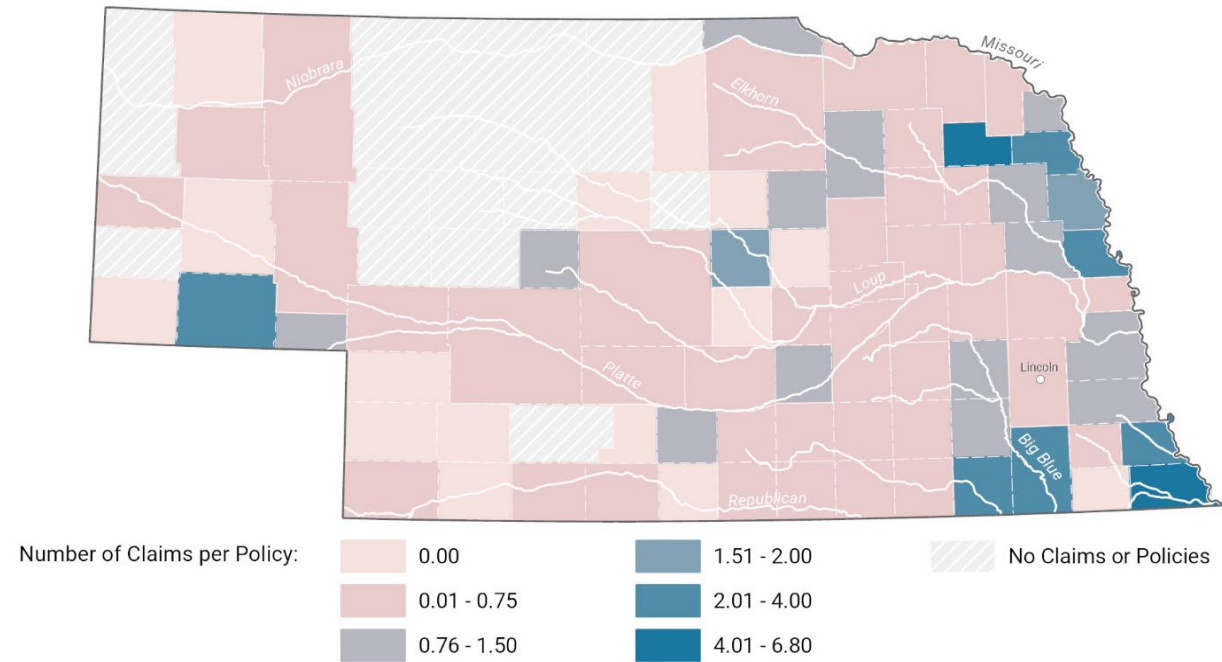 Missouri
Niobrara
Elkhorn
Loup
Platte
Lincoln
Big Blue
Republican
Number of Claims per Policy:
0.00
0.01 - 0.75
0.76 - 1.50
1.51 - 2.00
2.01 - 4.00
4.01 - 6.80
No Claims or Policies